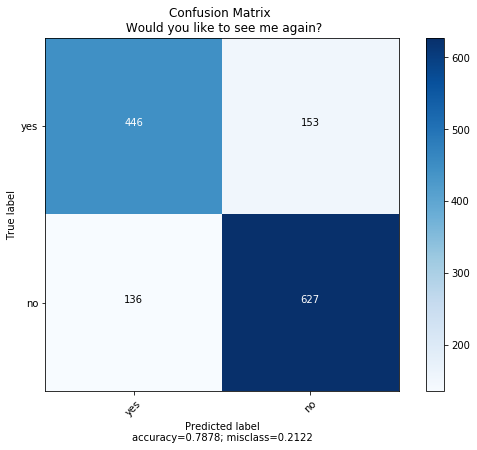 Confusion Matrix
Would you like to see me again?
True label
yes
446
153
no
136
627
yes
no
Predicted label
accuracy=0.7878; misclass=0.2122
600
500
400
300
200